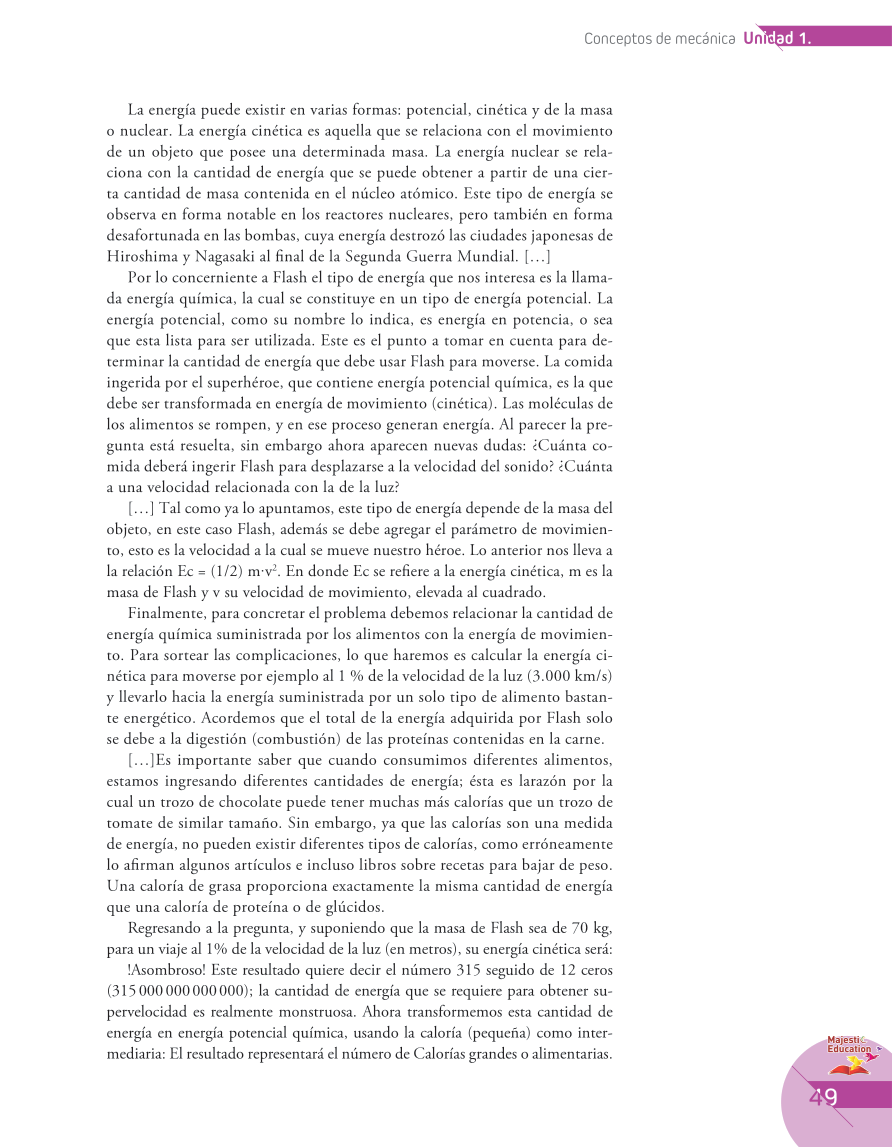 Conceptos de mecánica Unidad 1.
La energía puede existir en varias formas: potencial, cinética y de la masa
o nuclear. La energía cinética es aquella que se relaciona con el movimiento
de un objeto que posee una determinada masa. La energía nuclear se rela-
ciona con la cantidad de energía que se puede obtener a partir de una cier-
ta cantidad de masa contenida en el núcleo atómico. Este tipo de energía se
observa en forma notable en los reactores nucleares, pero también en forma
desafortunada en las bombas, cuya energía destrozó las ciudades japonesas de
Hiroshima y Nagasaki al final de la Segunda Guerra Mundial. […]
Por lo concerniente a Flash el tipo de energía que nos interesa es la llama-
da energía química, la cual se constituye en un tipo de energía potencial. La
energía potencial, como su nombre lo indica, es energía en potencia, o sea
que esta lista para ser utilizada. Este es el punto a tomar en cuenta para de-
terminar la cantidad de energía que debe usar Flash para moverse. La comida
ingerida por el superhéroe, que contiene energía potencial química, es la que
debe ser transformada en energía de movimiento (cinética). Las moléculas de
los alimentos se rompen, y en ese proceso generan energía. Al parecer la pre-
gunta está resuelta, sin embargo ahora aparecen nuevas dudas: ¿Cuánta co-
mida deberá ingerir Flash para desplazarse a la velocidad del sonido? ¿Cuánta
a una velocidad relacionada con la de la luz?
[…] Tal como ya lo apuntamos, este tipo de energía depende de la masa del
objeto, en este caso Flash, además se debe agregar el parámetro de movimien-
to, esto es la velocidad a la cual se mueve nuestro héroe. Lo anterior nos lleva a
la relación Ec = (1/2) m·v². En donde Ec se refiere a la energía cinética, m es la
masa de Flash y v su velocidad de movimiento, elevada al cuadrado.
Finalmente, para concretar el problema debemos relacionar la cantidad de
energía química suministrada por los alimentos con la energía de movimien-
to. Para sortear las complicaciones, lo que haremos es calcular la energía ci-
nética para moverse por ejemplo al 1 % de la velocidad de la luz (3.000 km/s)
y llevarlo hacia la energía suministrada por un solo tipo de alimento bastan-
te energético. Acordemos que el total de la energía adquirida por Flash solo
se debe a la digestión (combustión) de las proteínas contenidas en la carne.
[…]Es importante saber que cuando consumimos diferentes alimentos,
estamos ingresando diferentes cantidades de energía; ésta es larazón por la
cual un trozo de chocolate puede tener muchas más calorías que un trozo de
tomate de similar tamaño. Sin embargo, ya que las calorías son una medida
de energía, no pueden existir diferentes tipos de calorías, como erróneamente
lo afirman algunos artículos e incluso libros sobre recetas para bajar de peso.
Una caloría de grasa proporciona exactamente la misma cantidad de energía
que una caloría de proteína o de glúcidos.
Regresando a la pregunta, y suponiendo que la masa de Flash sea de 70 kg,
para un viaje al 1% de la velocidad de la luz (en metros), su energía cinética será:
!Asombroso! Este resultado quiere decir el número 315 seguido de 12 ceros
(315 000 000 000 000); la cantidad de energía que se requiere para obtener su-
pervelocidad es realmente monstruosa. Ahora transformemos esta cantidad de
energía en energía potencial química, usando la caloría (pequeña) como inter-
mediaria: El resultado representará el número de Calorías grandes o alimentarias.
Majestic
Education
49